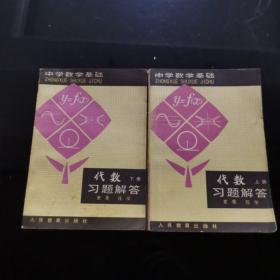 中学数学基础
ZHONGXUE SHUXUE JICHU
y=f(x)
代数 下册
习题解答
人民教育出版社
中学数学基础
ZHONGXUE SHUXUE JICHU
y=f(x)
代数 上册
习题解答
人民教育出版社